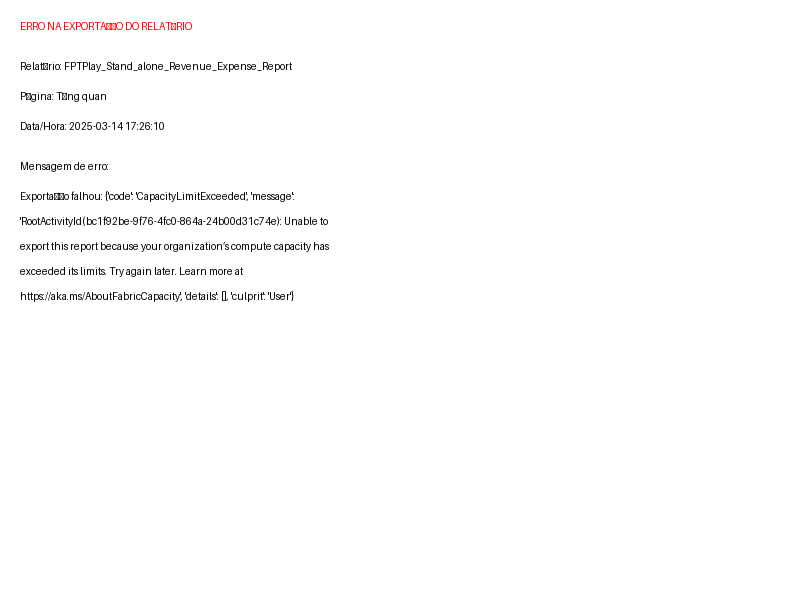 ERRO NA EXPORTA□□O DO RELAT□RIO
Relat□rio: FPTPlay_Stand_alone_Revenue_Expense_Report
P□gina: T□ng quan
Data/Hora: 2025-03-14 17:26:10
Mensagem de erro:
Exporta□□o falhou: {'code': 'CapacityLimitExceeded', 'message':
'RootActivityId(bc1f92be-9f76-4fc0-864a-24b00d31c74e): Unable to
export this report because your organization’s compute capacity has
exceeded its limits. Try again later. Learn more at
https://aka.ms/AboutFabricCapacity', 'details': [], 'culprit': 'User'}